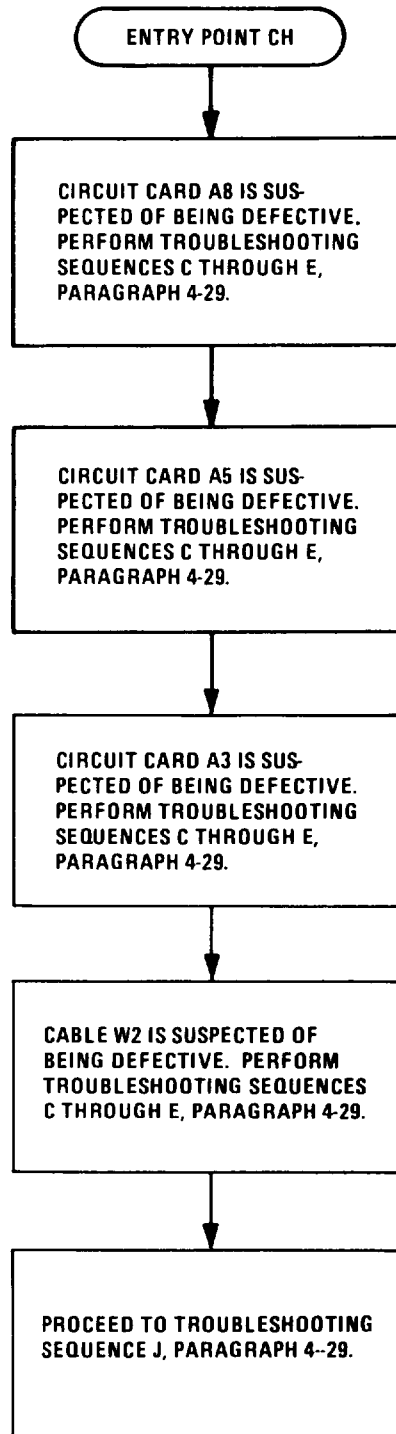 ENTRY POINT CH
CIRCUIT CARD A8 IS SUS-
PECTED OF BEING DEFECTIVE.
PERFORM TROUBLESHOOTING
SEQUENCES C THROUGH E,
PARAGRAPH 4-29.
CIRCUIT CARD A5 IS SUS-
PECTED OF BEING DEFECTIVE.
PERFORM TROUBLESHOOTING
SEQUENCES C THROUGH E,
PARAGRAPH 4-29.
CIRCUIT CARD A3 IS SUS-
PECTED OF BEING DEFECTIVE.
PERFORM TROUBLESHOOTING
SEQUENCES C THROUGH E,
PARAGRAPH 4-29.
CABLE W2 IS SUSPECTED OF
BEING DEFECTIVE. PERFORM
TROUBLESHOOTING SEQUENCES
C THROUGH E, PARAGRAPH 4-29.
PROCEED TO TROUBLESHOOTING
SEQUENCE J, PARAGRAPH 4--29.